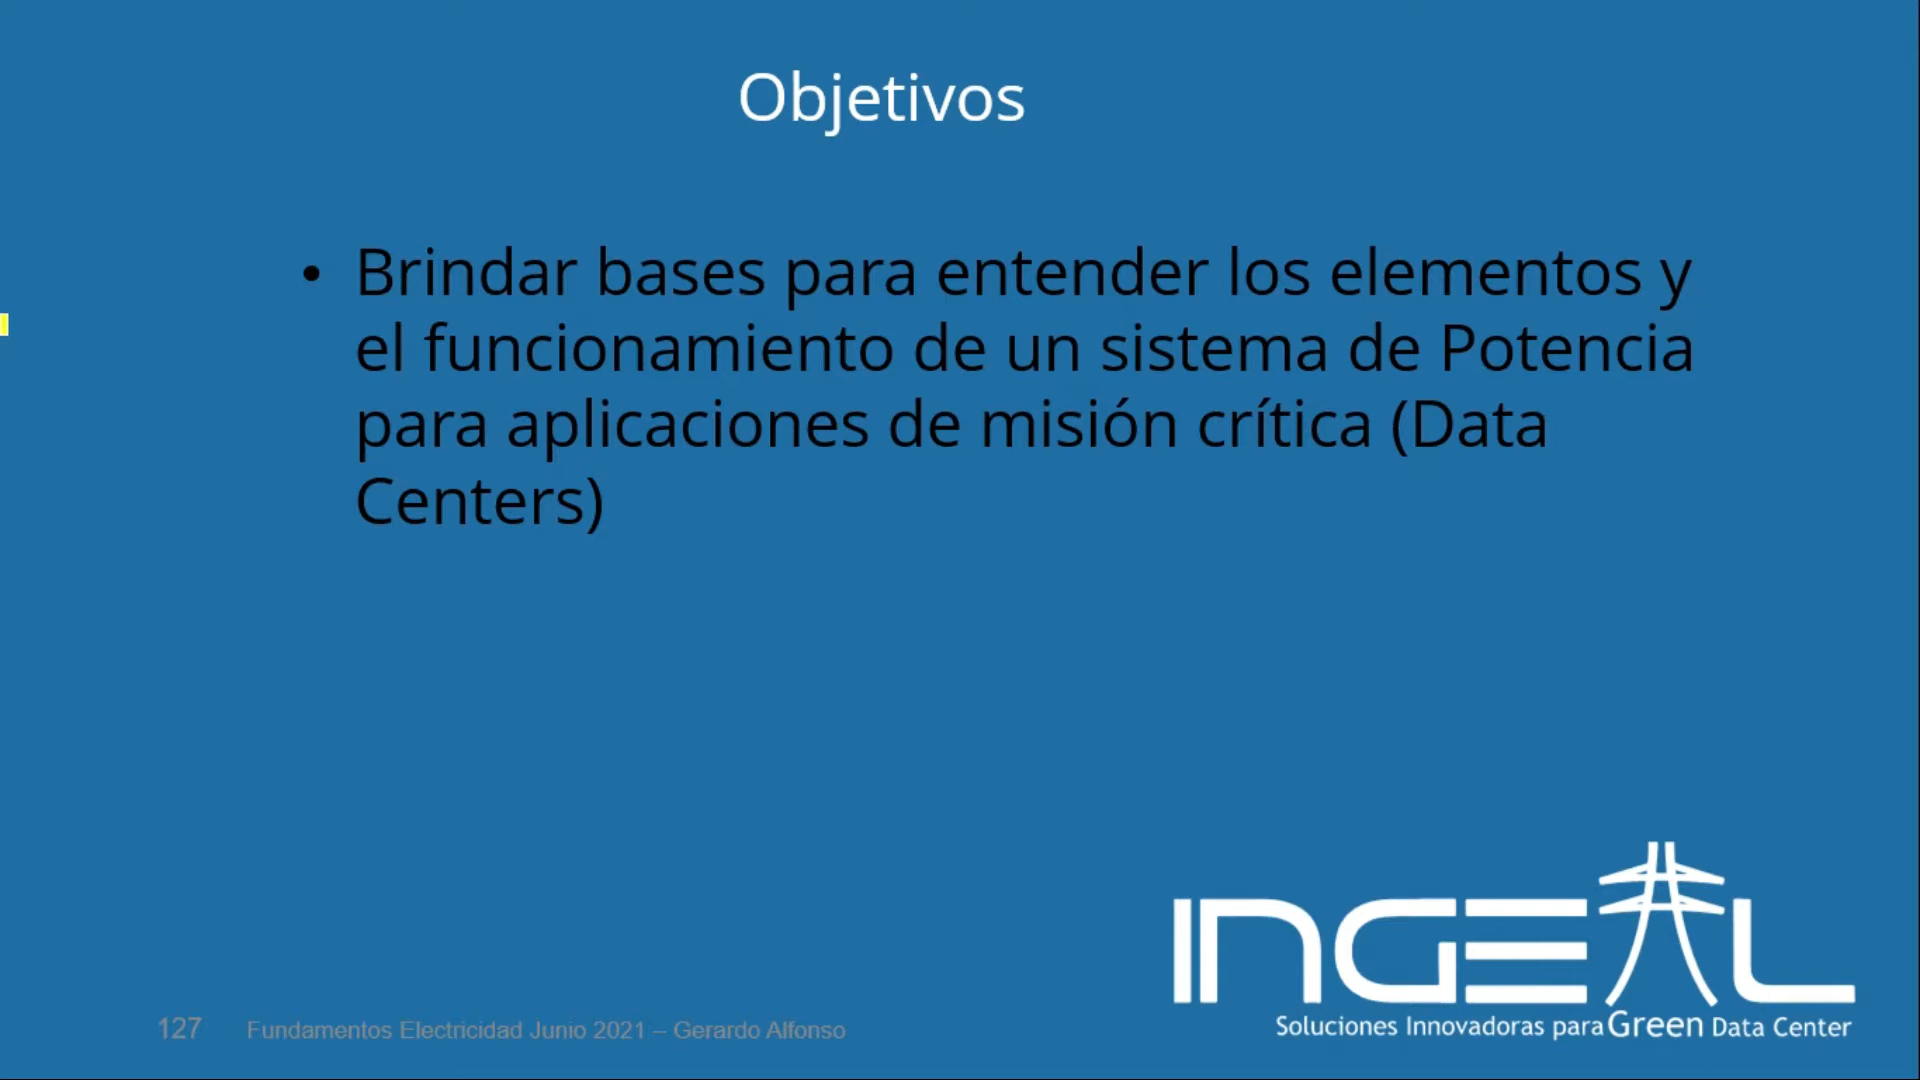 Objetivos
• Brindar bases para entender los elementos y
el funcionamiento de un sistema de Potencia
para aplicaciones de misión crítica (Data
Centers)
INGEAL
Soluciones Innovadoras para Green Data Center
127 Fundamentos Electricidad Junio 2021 – Gerardo Alfonso